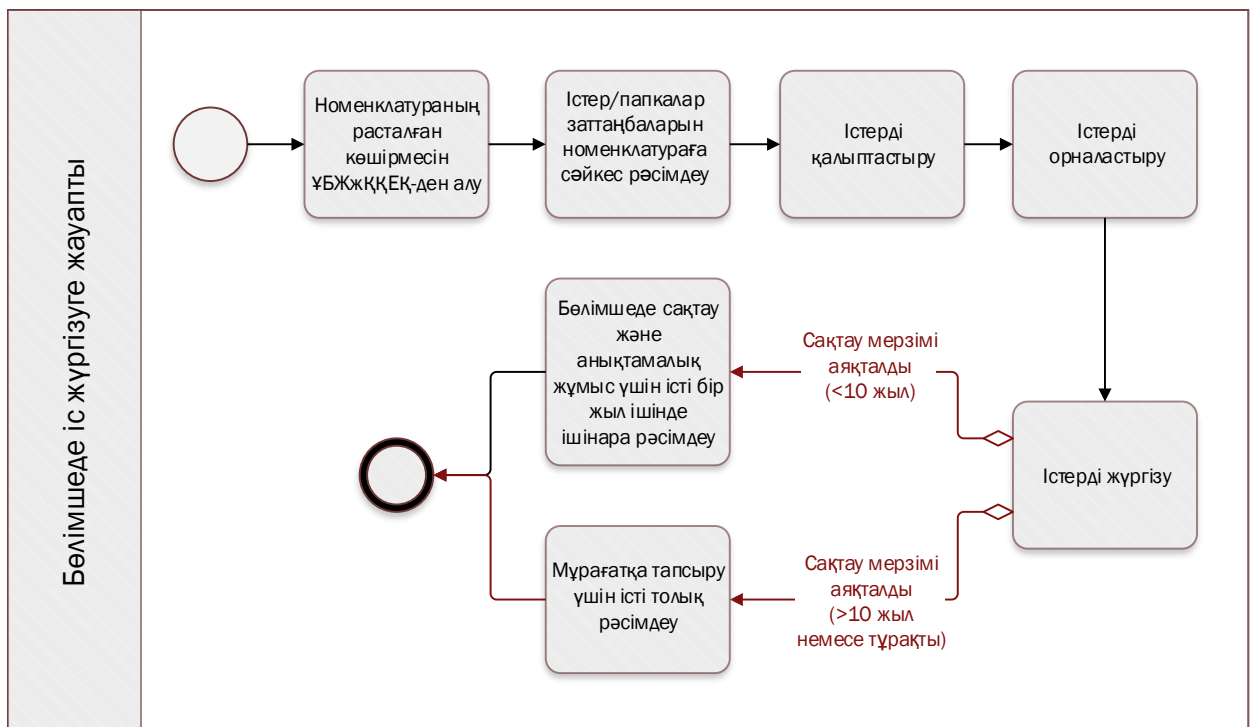 Бөлімшеде іс жүргізуге жауапты
Номенклатураның
расталған
көшірмесін
ҰБЖжҚҚЕҚ-ден алу
Істер/папкалар
заттаңбаларын
номенклатураға
сәйкес рәсімдеу
Істерді
қалыптастыру
Істерді
орналастыру
Бөлімшеде сақтау
және
анықтамалық
жұмыс үшін істі бір
жыл ішінде
ішінара рәсімдеу
Сақтау мерзімі
аяқталды
(<10 жыл)
Істерді жүргізу
Мұрағатқа тапсыру
үшін істі толық
рәсімдеу
Сақтау мерзімі
аяқталды
(>10 жыл
немесе тұрақты)